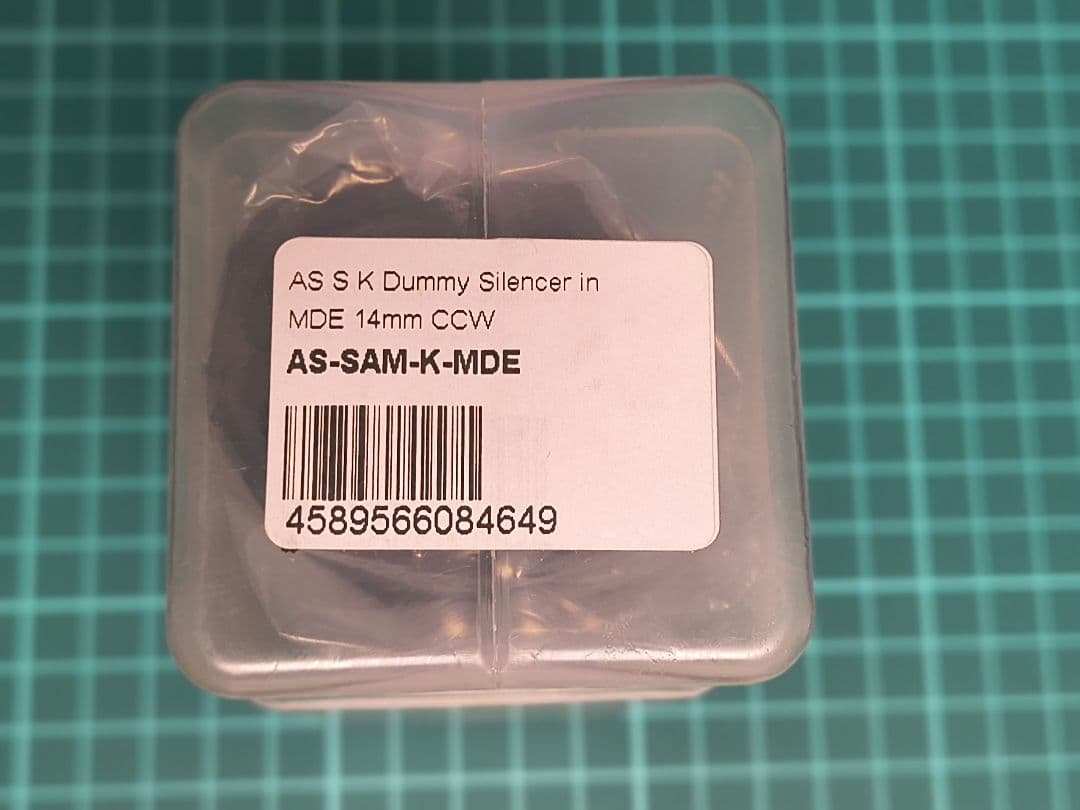 AS S K Dummy Silencer in
MDE 14mm CCW
AS-SAM-K-MDE
4589566084649